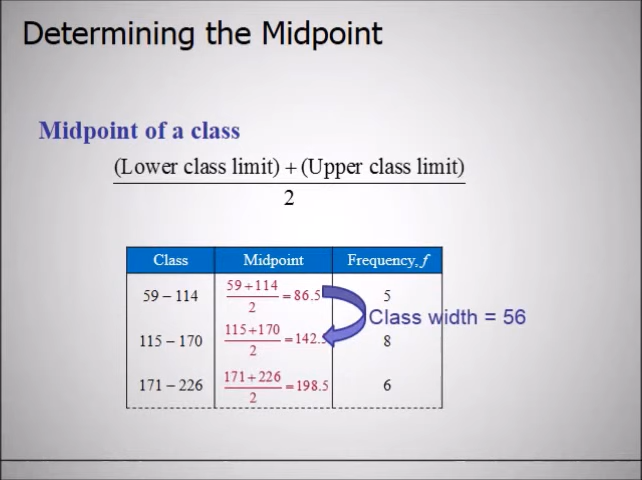 Determining the Midpoint
Midpoint of a class
(Lower class limit) + (Upper class limit)
2
Class Midpoint Frequency, f
59 – 114 59 + 114 / 2 = 86.5 5
Class width = 56
115 – 170 115 + 170 / 2 = 142.5 8
171 – 226 171 + 226 / 2 = 198.5 6